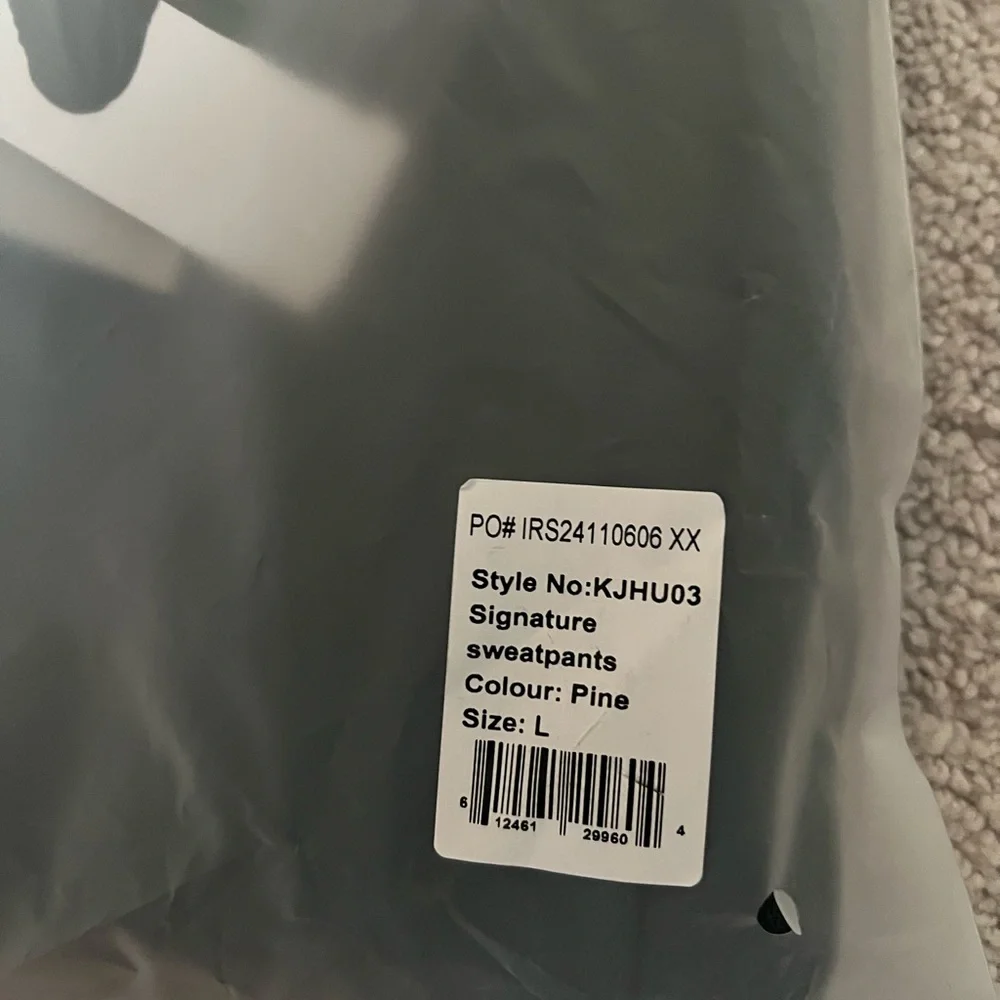 PO# IRS24110606 XX
Style No:KJHU03
Signature
sweatpants
Colour: Pine
Size: L
6 12461 29960 4